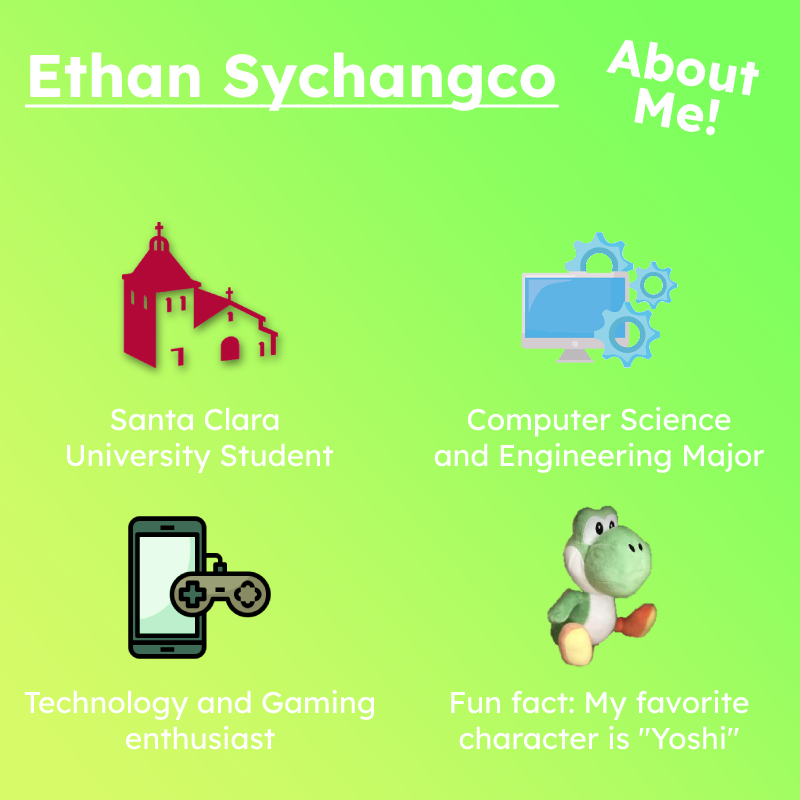 Ethan Sychangco
About
Me!
Santa Clara
University Student
Computer Science
and Engineering Major
Technology and Gaming
enthusiast
Fun fact: My favorite
character is "Yoshi"